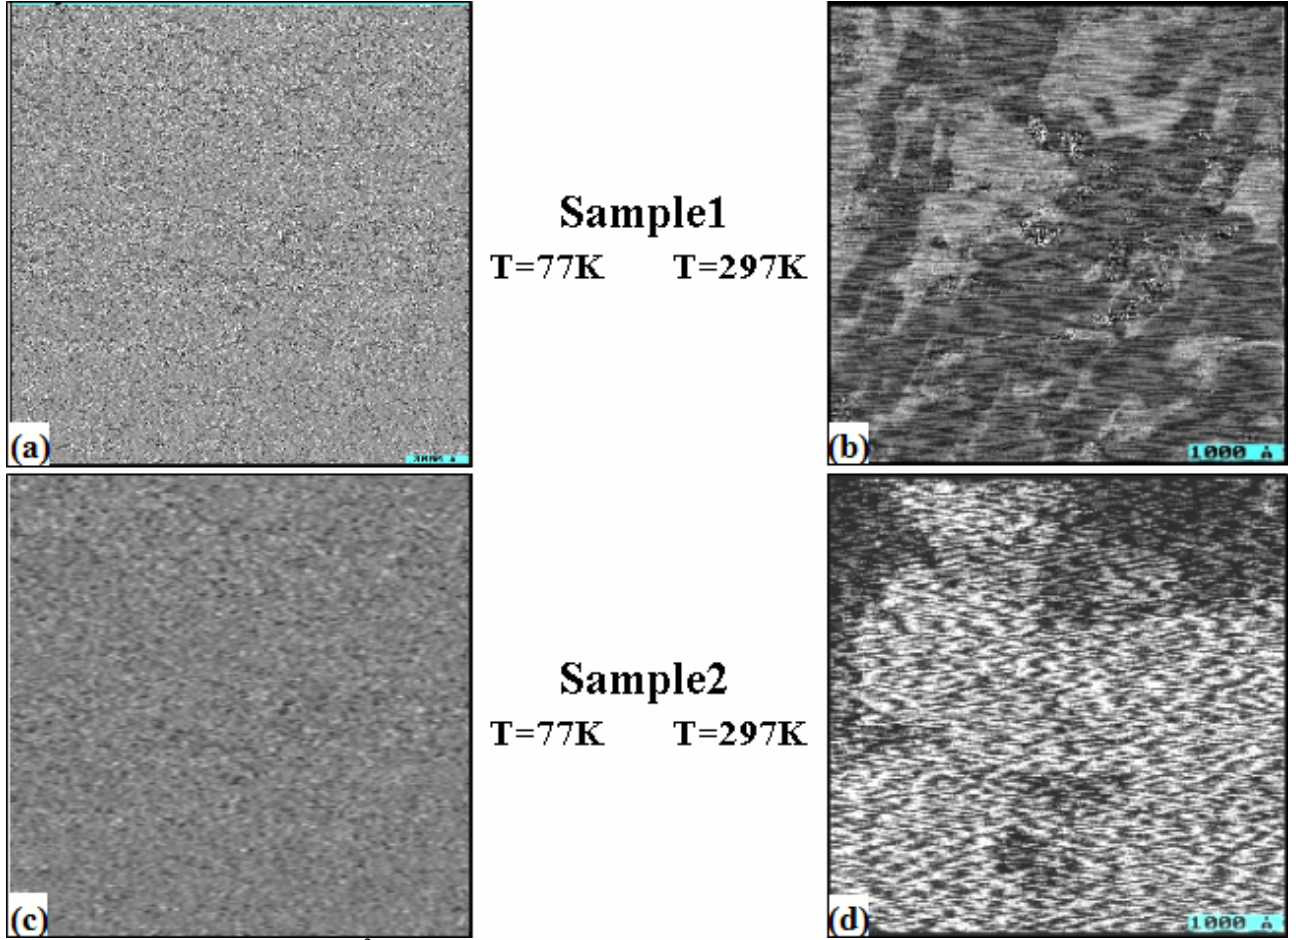 Sample1
T=77K T=297K
(a)
(b)
1000 Å
Sample2
T=77K T=297K
(c)
(d)
1000 Å